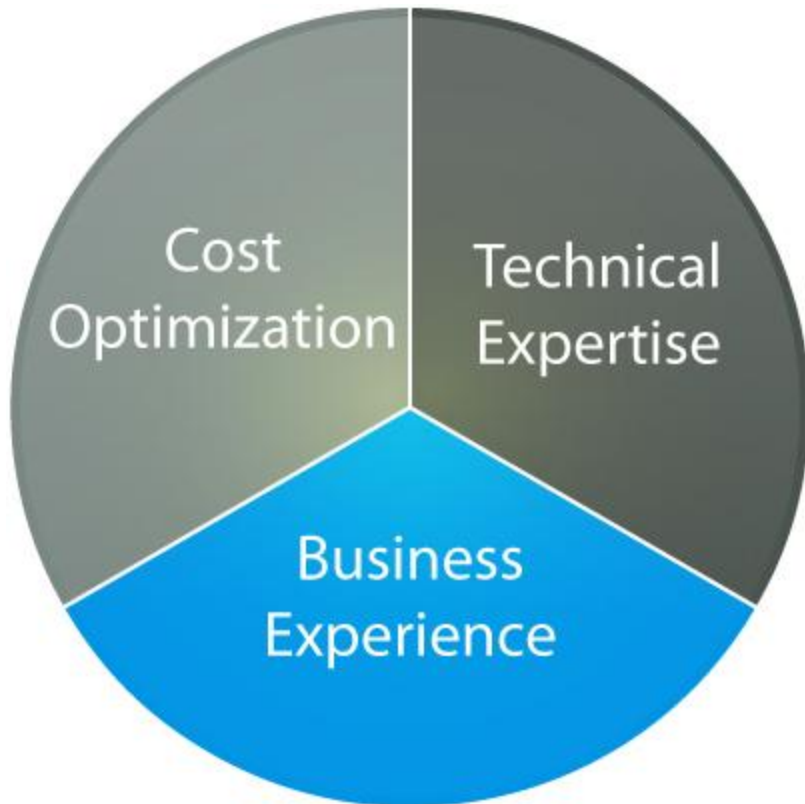 Cost
Optimization
Technical
Expertise
Business
Experience